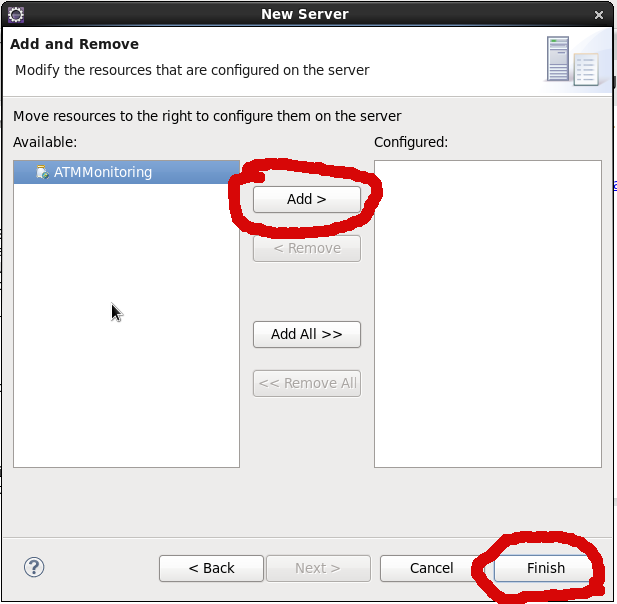 New Server
Add and Remove
Modify the resources that are configured on the server
Move resources to the right to configure them on the server
Available:
Configured:
ATMMonitoring
Add >
< Remove
Add All >>
<< Remove All
?
< Back
Next >
Cancel
Finish